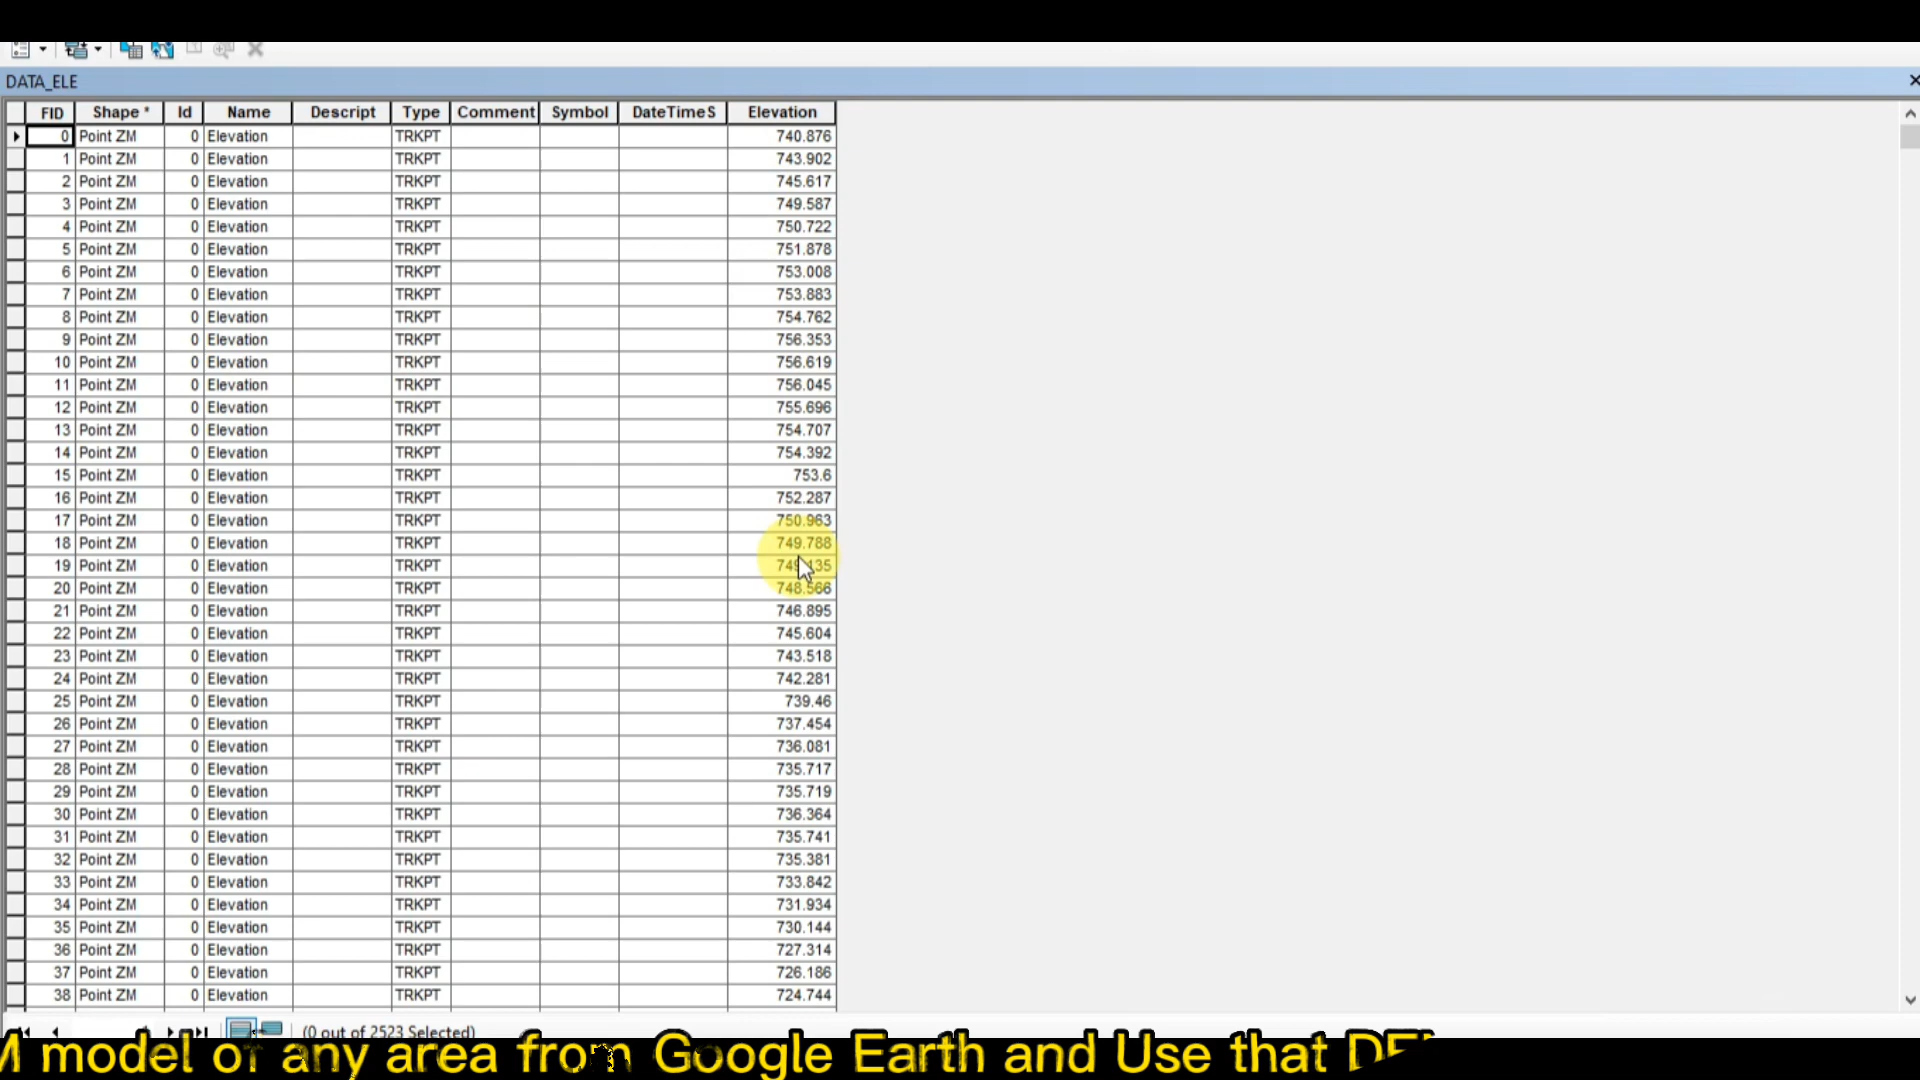 DATA_ELE
FID Shape * Id Name Descript Type Comment Symbol DateTimeS Elevation
0 Point ZM 0 Elevation TRKPT 740.876
1 Point ZM 0 Elevation TRKPT 743.902
2 Point ZM 0 Elevation TRKPT 745.617
3 Point ZM 0 Elevation TRKPT 749.587
4 Point ZM 0 Elevation TRKPT 750.722
5 Point ZM 0 Elevation TRKPT 751.878
6 Point ZM 0 Elevation TRKPT 753.008
7 Point ZM 0 Elevation TRKPT 753.883
8 Point ZM 0 Elevation TRKPT 754.762
9 Point ZM 0 Elevation TRKPT 756.353
10 Point ZM 0 Elevation TRKPT 756.619
11 Point ZM 0 Elevation TRKPT 756.045
12 Point ZM 0 Elevation TRKPT 755.696
13 Point ZM 0 Elevation TRKPT 754.707
14 Point ZM 0 Elevation TRKPT 754.392
15 Point ZM 0 Elevation TRKPT 753.6
16 Point ZM 0 Elevation TRKPT 752.287
17 Point ZM 0 Elevation TRKPT 750.963
18 Point ZM 0 Elevation TRKPT 749.788
19 Point ZM 0 Elevation TRKPT
20 Point ZM 0 Elevation TRKPT 748.566
21 Point ZM 0 Elevation TRKPT 746.895
22 Point ZM 0 Elevation TRKPT 745.604
23 Point ZM 0 Elevation TRKPT 743.518
24 Point ZM 0 Elevation TRKPT 742.281
25 Point ZM 0 Elevation TRKPT 739.46
26 Point ZM 0 Elevation TRKPT 737.454
27 Point ZM 0 Elevation TRKPT 736.081
28 Point ZM 0 Elevation TRKPT 735.717
29 Point ZM 0 Elevation TRKPT 735.719
30 Point ZM 0 Elevation TRKPT 736.364
31 Point ZM 0 Elevation TRKPT 735.741
32 Point ZM 0 Elevation TRKPT 735.381
33 Point ZM 0 Elevation TRKPT 733.842
34 Point ZM 0 Elevation TRKPT 731.934
35 Point ZM 0 Elevation TRKPT 730.144
36 Point ZM 0 Elevation TRKPT 727.314
37 Point ZM 0 Elevation TRKPT 726.186
38 Point ZM 0 Elevation TRKPT 724.744
(0 out of 2523 Selected)
M model of any area from Google Earth and Use that